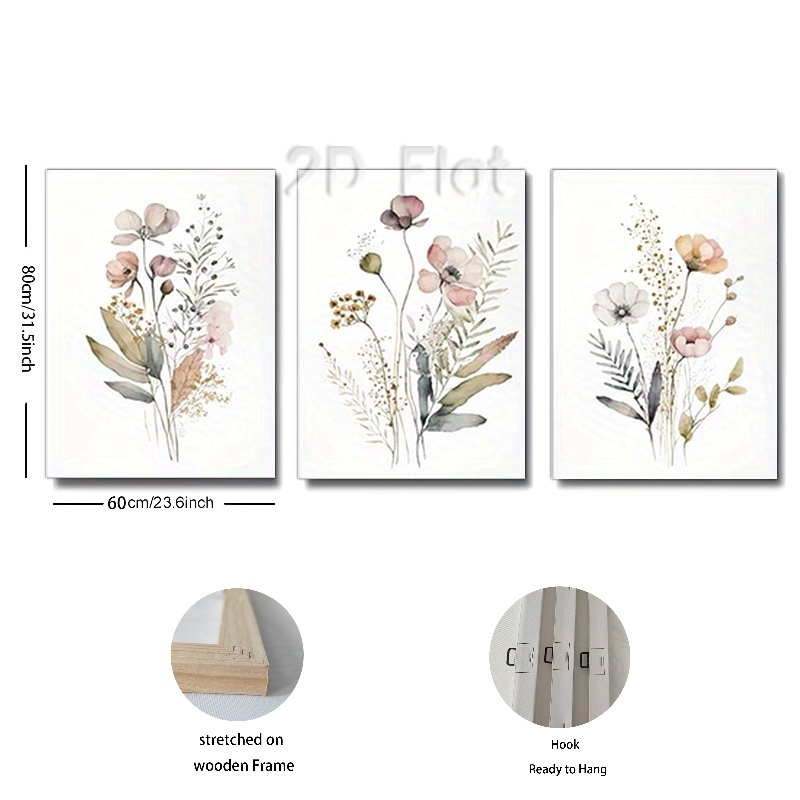 2D Flat
80cm/31.5inch
60cm/23.6inch
stretched on
wooden Frame
Hook
Ready to Hang